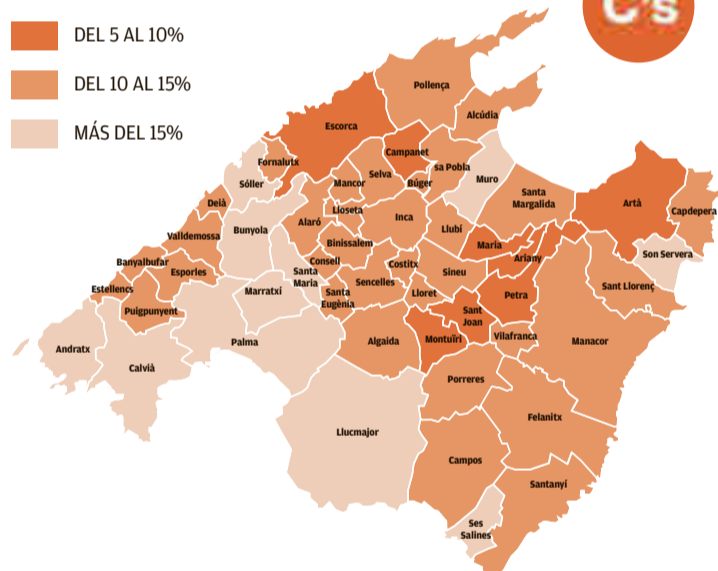 C's
DEL 5 AL 10%
DEL 10 AL 15%
MÁS DEL 15%
Pollença
Alcúdia
Escorca
Campanet
Fornalutx
sa Pobla
Selva
Sóller
Mancor
Búger
Muro
Artà
Santa
Margalida
Deià
Lloseta
Capdepera
Inca
Alaró
Bunyola
Llubí
Valldemossa
Binissalem
Maria
Son Servera
Ariany
Banyalbufar
Consell
Costitx
Esporles
Santa
Maria
Sineu
Sencelles
Sant Llorenç
Estellencs
Marratxí
Santa
Eugènia
Lloret
Petra
Puigpunyent
Sant
Joan
Vilafranca
Palma
Algaida
Montuïri
Manacor
Andratx
Calvià
Porreres
Felanitx
Llucmajor
Campos
Santanyí
Ses
Salines